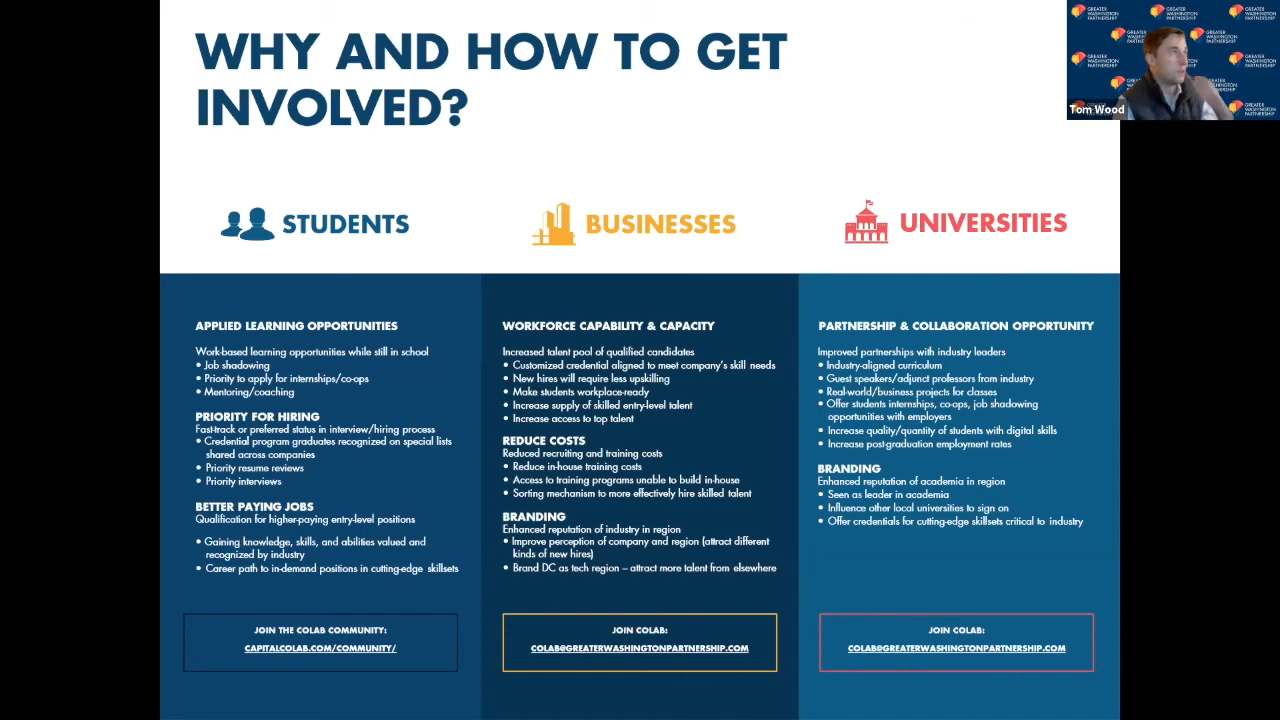 WHY AND HOW TO GET
INVOLVED?
GREATER
WASHINGTON
PARTNERSHIP
Tom Wood
STUDENTS
BUSINESSES
UNIVERSITIES
APPLIED LEARNING OPPORTUNITIES
Work-based learning opportunities while still in school
• Job shadowing
• Priority to apply for internships/co-ops
• Mentoring/coaching
PRIORITY FOR HIRING
Fast-track or preferred status in interview/hiring process
• Credential program graduates recognized on special lists
shared across companies
• Priority resume reviews
• Priority interviews
BETTER PAYING JOBS
Qualification for higher-paying entry-level positions
• Gaining knowledge, skills, and abilities valued and
recognized by industry
• Career path to in-demand positions in cutting-edge skillsets
JOIN THE COLAB COMMUNITY:
CAPITALCOLAB.COM/COMMUNITY/
WORKFORCE CAPABILITY & CAPACITY
Increased talent pool of qualified candidates
• Customized credential aligned to meet company's skill needs
• New hires will require less upskilling
• Make students workplace-ready
• Increase supply of skilled entry-level talent
• Increase access to top talent
REDUCE COSTS
Reduced recruiting and training costs
• Reduce in-house training costs
• Access to training programs unable to build in-house
• Sorting mechanism to more effectively hire skilled talent
BRANDING
Enhanced reputation of industry in region
• Improve perception of company and region (attract different
kinds of new hires)
• Brand DC as tech region – attract more talent from elsewhere
JOIN COLAB:
COLAB@GREATERWASHINGTONPARTNERSHIP.COM
PARTNERSHIP & COLLABORATION OPPORTUNITY
Improved partnerships with industry leaders
• Industry-aligned curriculum
• Guest speakers/adjunct professors from industry
• Real-world/business projects for classes
• Offer students internships, co-ops, job shadowing
opportunities with employers
• Increase quality/quantity of students with digital skills
• Increase post-graduation employment rates
BRANDING
Enhanced reputation of academia in region
• Seen as leader in academia
• Influence other local universities to sign on
• Offer credentials for cutting-edge skillsets critical to industry
JOIN COLAB:
COLAB@GREATERWASHINGTONPARTNERSHIP.COM